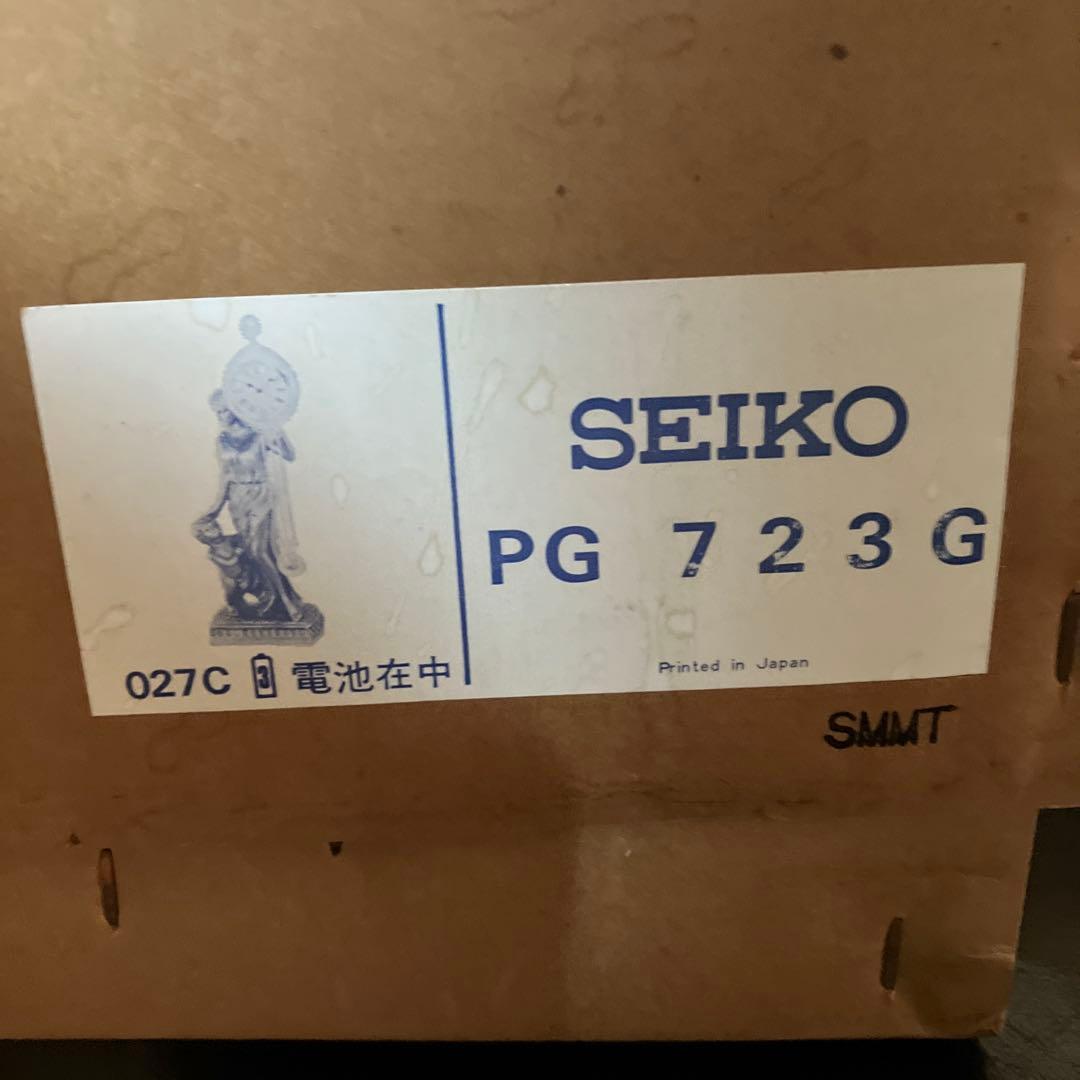 SEIKO
PG 723G
027C 3 電池在中
Printed in Japan
SMMT